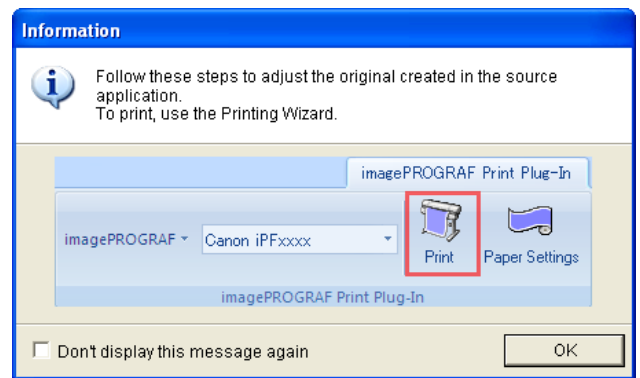 Information
Follow these steps to adjust the original created in the source
application.
To print, use the Printing Wizard.
imagePROGRAF Print Plug-In
imagePROGRAF
Canon iPFxxxx
Print
Paper Settings
imagePROGRAF Print Plug-In
Don't display this message again
OK